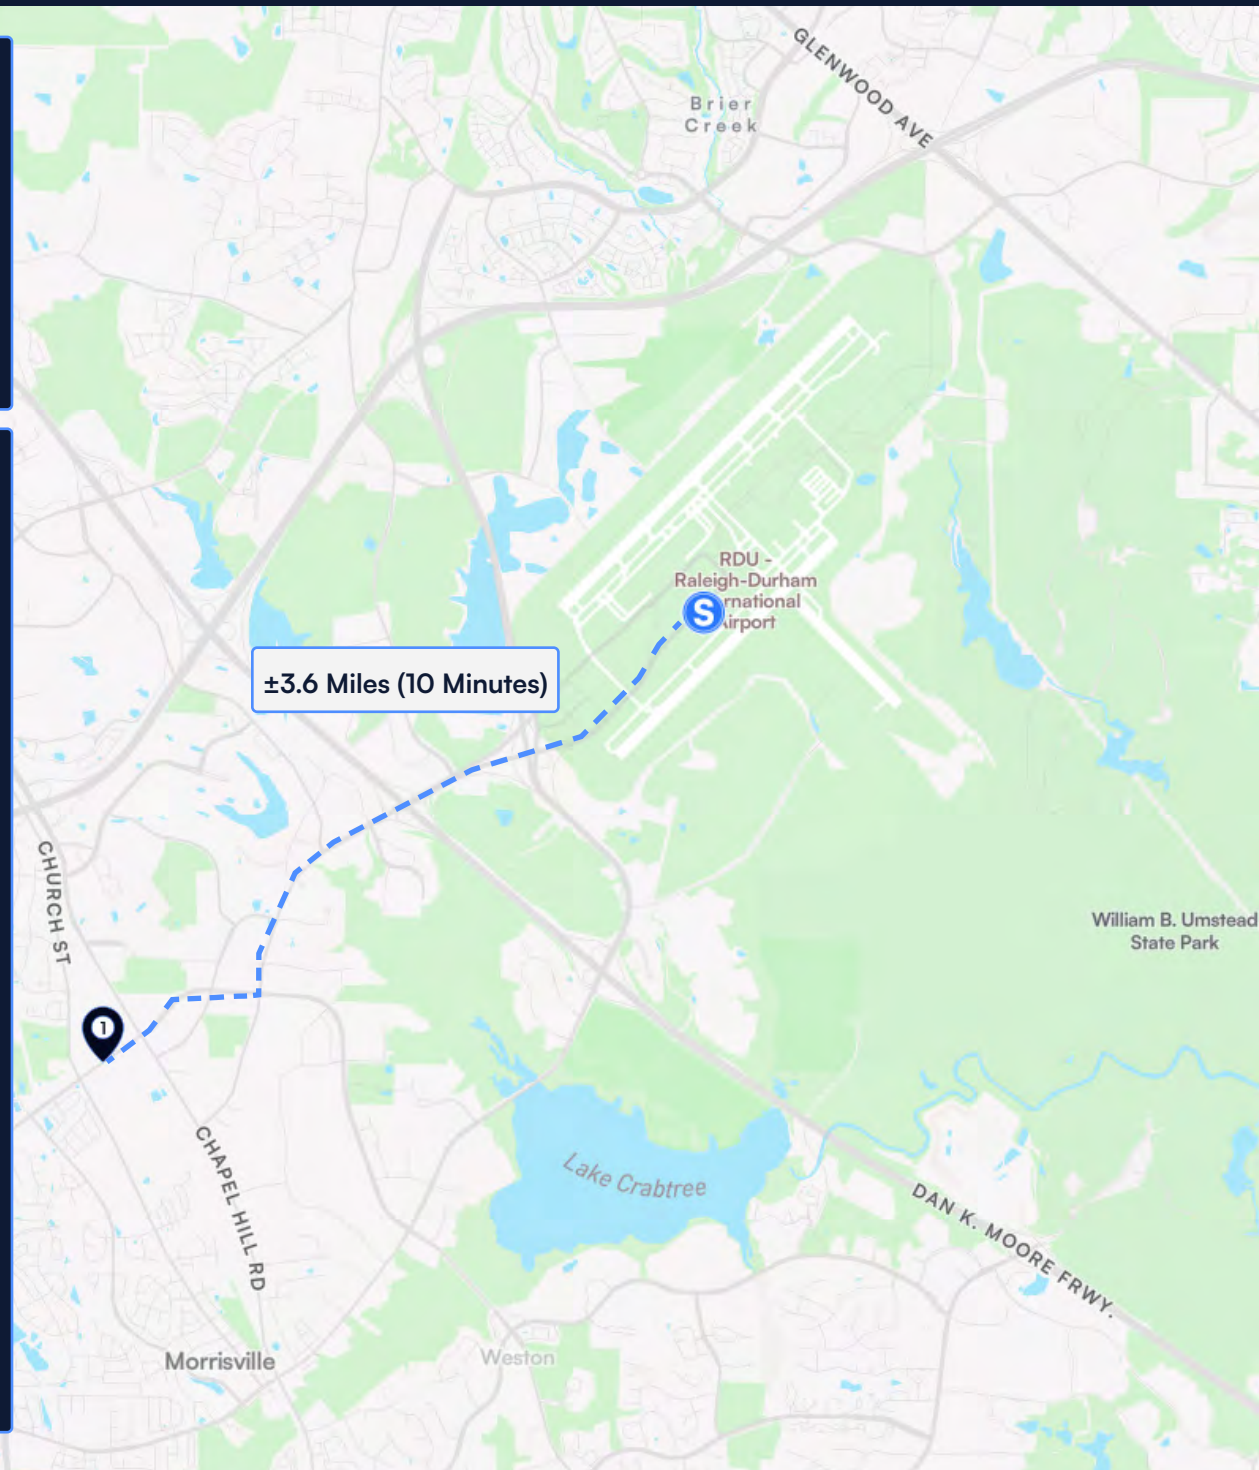 GLENWOOD AVE
Brier
Creek
RDU -
Raleigh-Durham
S
rnational
Airport
±3.6 Miles (10 Minutes)
CHURCH ST
William B. Umstead
State Park
1
CHAPEL HILL RD
Lake Crabtree
DAN K. MOORE FRWY.
Morrisville
Weston